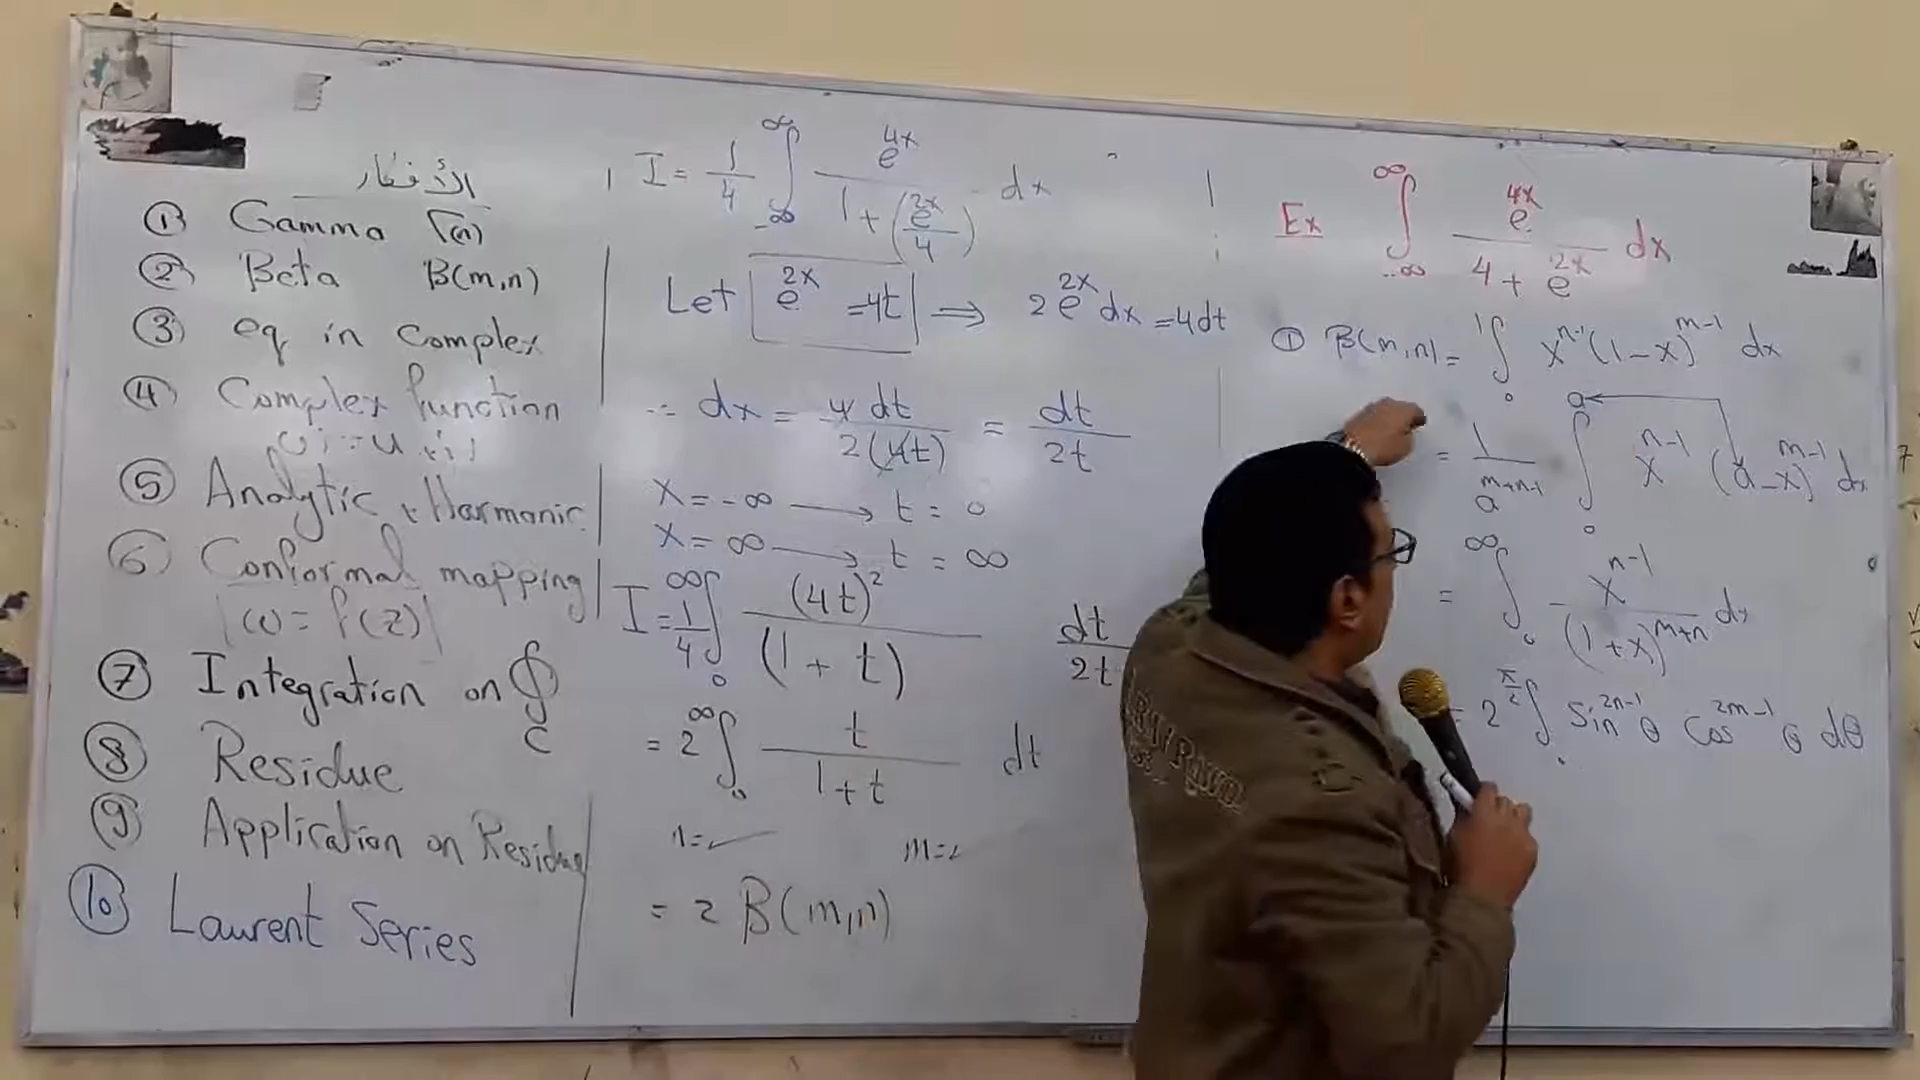 الأفكار
① Gamma Γ(n)
② Beta B(m,n)
③ eq in Complex
④ Complex function
⑤ Analytic + Harmonic
⑥ Conformal mapping
ω = f(z)
⑦ Integration on ∮
C
⑧ Residue
⑨ Application on Residue
⑩ Laurent Series
I = 1/4 ∫_{-∞}^{∞} e^{4x} / (1 + (e^{2x}/4)) dx
Let e^{2x} = 4t ⇒ 2e^{2x} dx = 4dt
∴ dx = 4dt / 2(4t) = dt / 2t
x = -∞ → t = 0
x = ∞ → t = ∞
I = 1/4 ∫_0^∞ (4t)^2 / (1 + t) dt / 2t
= 2 ∫_0^∞ t / (1 + t) dt
n = ✓ m =
= 2 B(m,n)
Ex ∫_{-∞}^{∞} e^{4x} / (4 + e^{2x}) dx
① B(m,n) = ∫_0^1 x^{n-1} (1-x)^{m-1} dx
= 1 / a^{m+n-1} ∫_0^a x^{n-1} (a-x)^{m-1} dx
= ∫_0^∞ x^{n-1} / (1+x)^{m+n} dx
= 2 ∫_0^{π/2} sin^{2n-1} θ cos^{2m-1} θ dθ